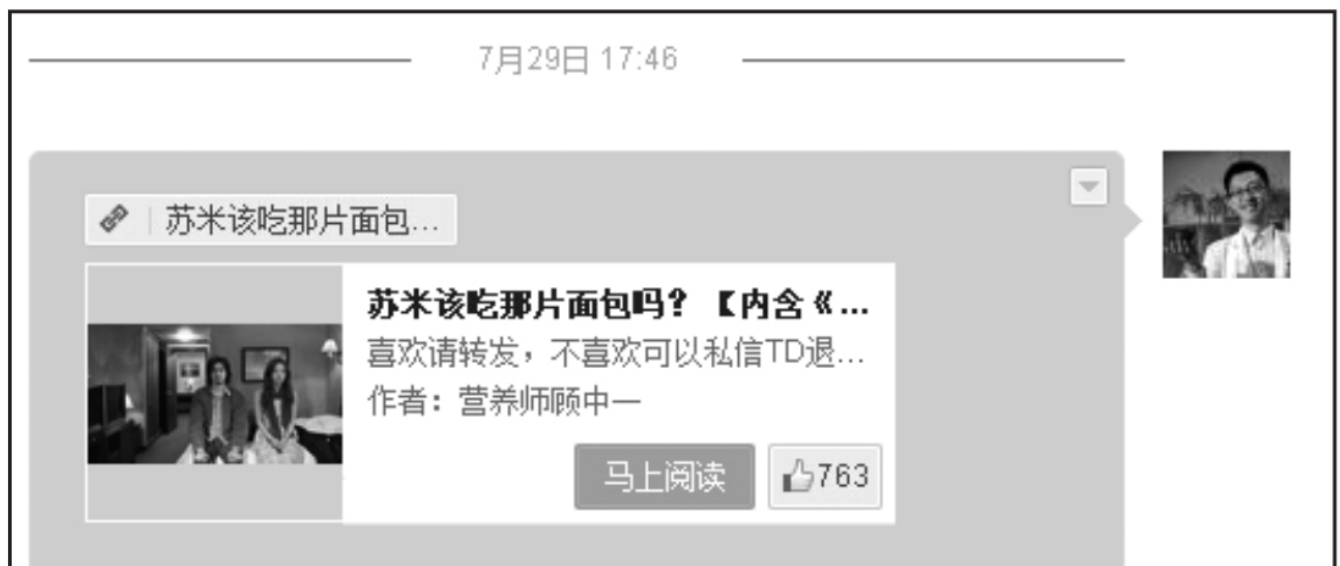 7月29日 17:46
苏米该吃那片面包...
苏米该吃那片面包吗？【内含《...
喜欢请转发，不喜欢可以私信TD退...
作者：营养师顾中一
马上阅读
763